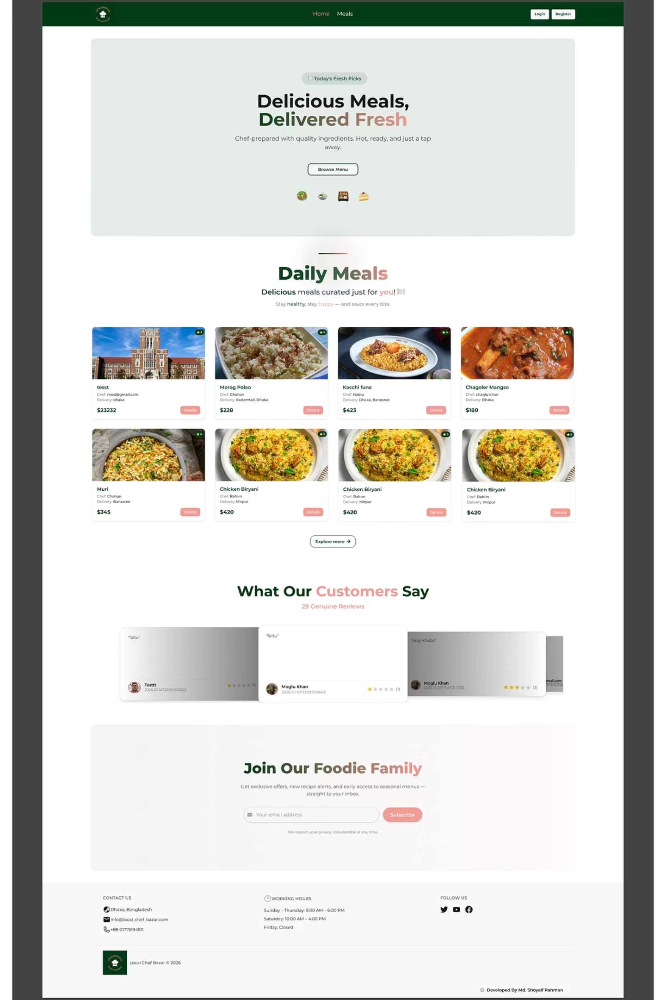 LOCALCHEFBAZAR
Local Chef Bazar
Home
Meals
Login
Register
Today's Fresh Picks
Delicious Meals,
Delivered Fresh
Chef-prepared with quality ingredients. Hot, ready, and just a tap
away.
Browse Menu
Daily Meals
Delicious meals curated just for you! 🍽️
Stay healthy, stay happy — and savor every bite.
★ 3
tesst
Chef: mod@gmail.com
Delivery: dhaka
$23232
Details
★ 5
Morog Polao
Chef: Chohan
Delivery: Kadamtali, Dhaka
$228
Details
★ 4
Kacchi funa
Chef: Hablu
Delivery: Dhaka, Banasree
$423
Details
★ 3
Chagoler Mangso
Chef: chaglu khan
Delivery: Dhaka
$180
Details
★ 4
Muri
Chef: Chohan
Delivery: Banasree
$345
Details
★ 5
Chicken Biryani
Chef: Rahim
Delivery: Mirpur
$420
Details
★ 5
Chicken Biryani
Chef: Rahim
Delivery: Mirpur
$420
Details
★ 5
Chicken Biryani
Chef: Rahim
Delivery: Mirpur
$420
Details
Explore more →
What Our Customers Say
29 Genuine Reviews
"faltu"
Testtt
2026-01-14T23:50:50.552Z
(1)
"faltu"
Moglu Khan
2026-01-10T13:29:10.864Z
(1)
"okay khabo"
Moglu Khan
2025-12-28T15:53:31.739Z
(3)
mail.com
Join Our Foodie Family
Get exclusive offers, new recipe alerts, and early access to seasonal menus —
straight to your inbox.
Your email address
Subscribe
We respect your privacy. Unsubscribe at any time.
CONTACT US
Dhaka, Bangladesh
info@local_chef_bazar.com
+88 01775194511
WORKING HOURS
Sunday – Thursday: 9:00 AM – 6:00 PM
Saturday: 10:00 AM – 4:00 PM
Friday: Closed
FOLLOW US
LOCALCHEFBAZAR
Local Chef Bazar
Local Chef Bazar © 2026
Developed By Md. Shoyaif Rahman